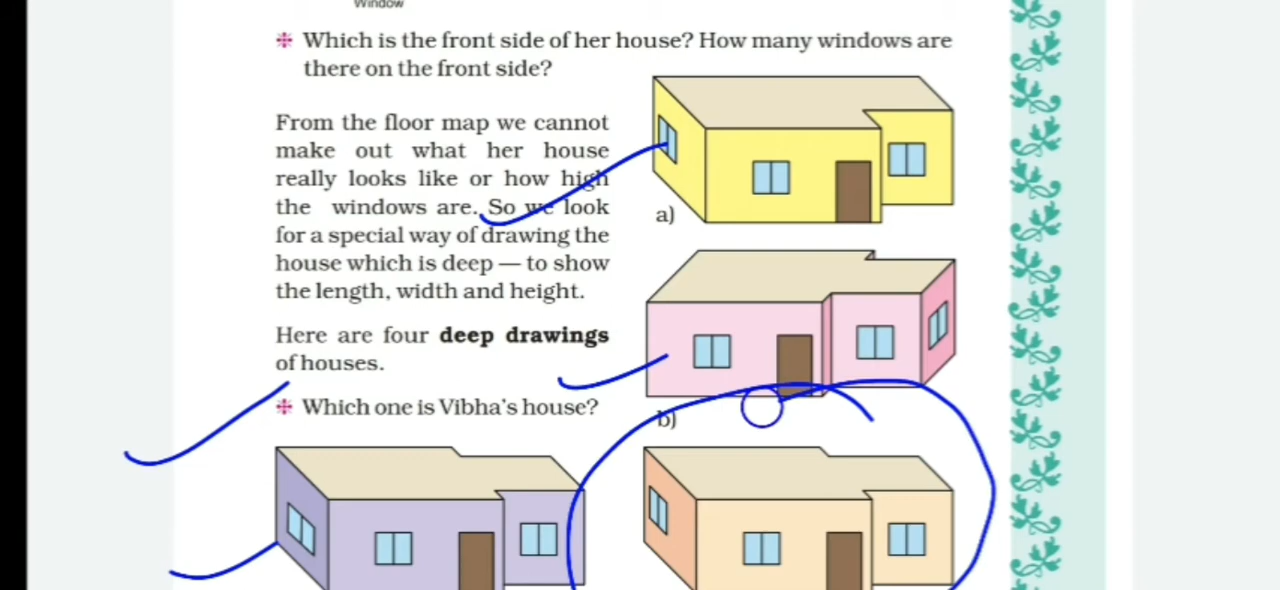 Window
Which is the front side of her house? How many windows are
there on the front side?
From the floor map we cannot
make out what her house
really looks like or how high
the windows are. So we look
for a special way of drawing the
house which is deep — to show
the length, width and height.
a)
Here are four deep drawings
of houses.
Which one is Vibha's house?
b)